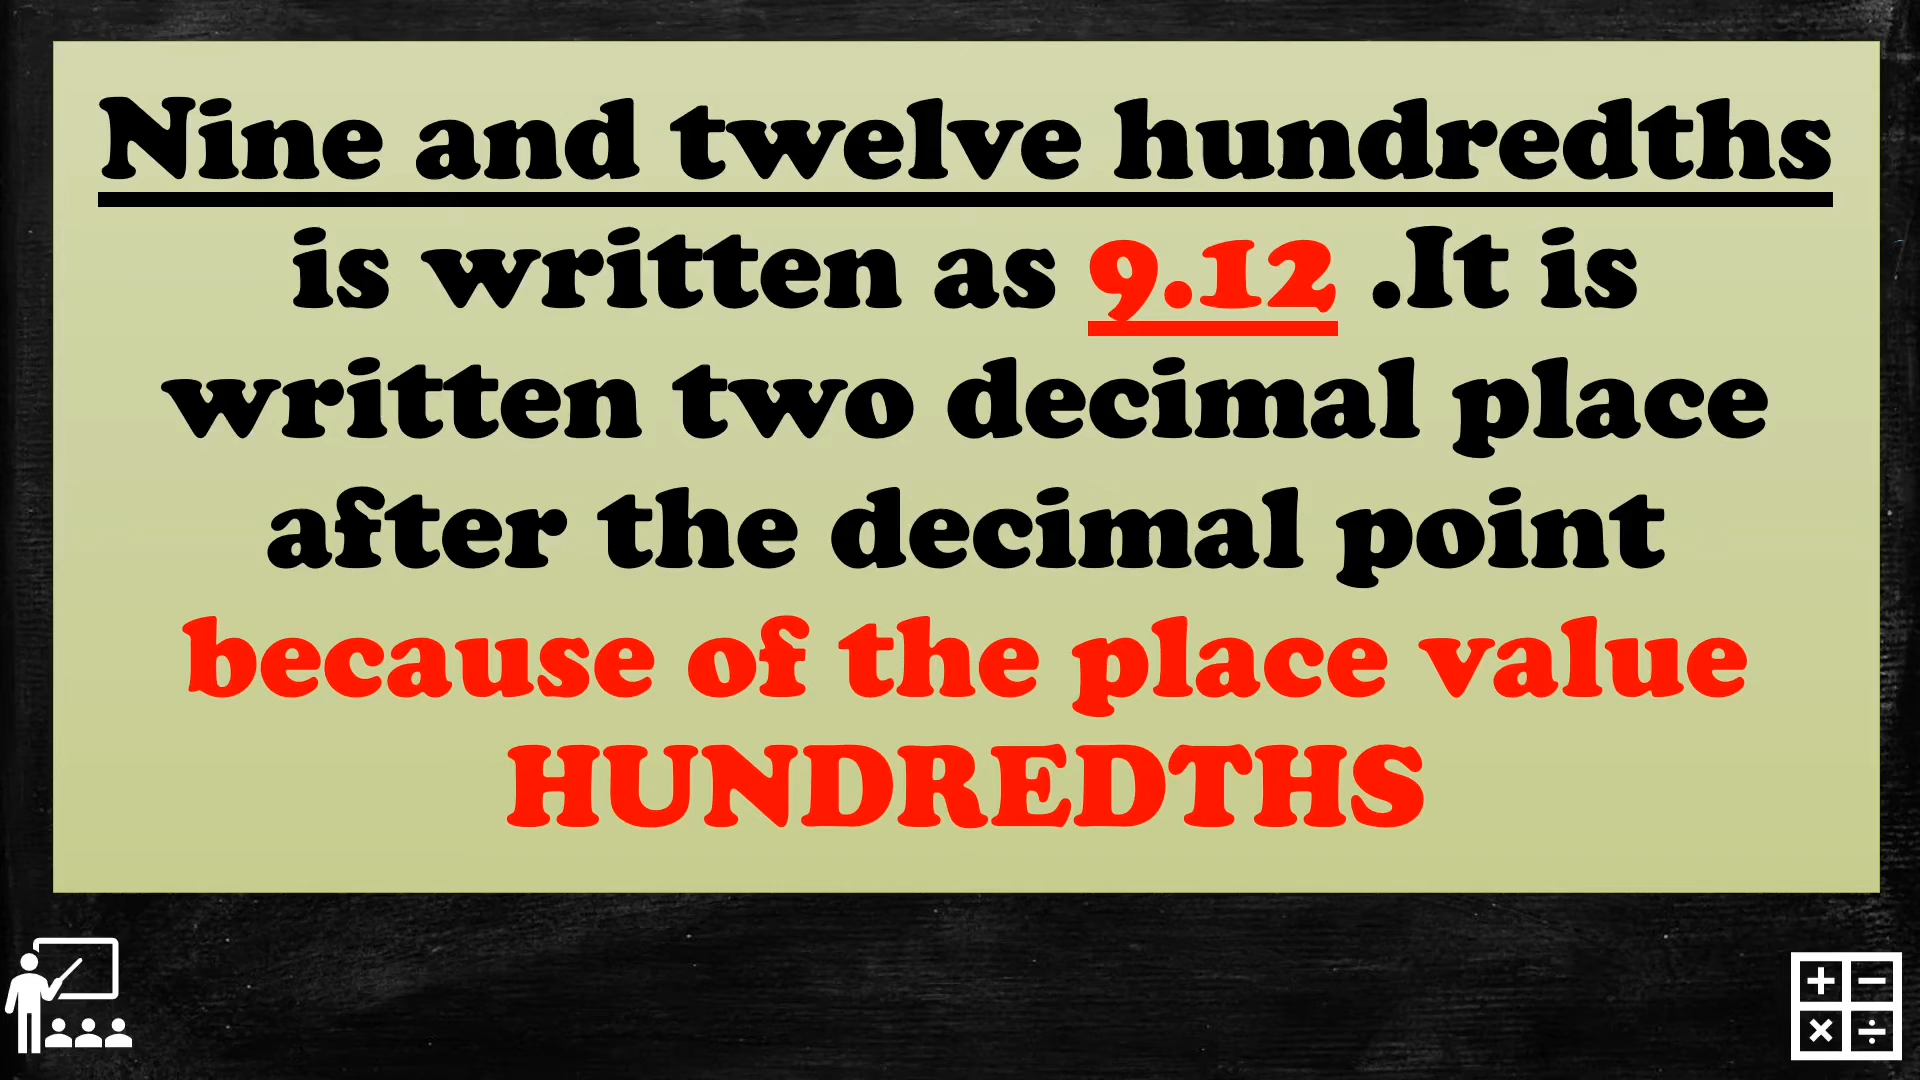 Nine and twelve hundredths
is written as 9.12 .It is
written two decimal place
after the decimal point
because of the place value
HUNDREDTHS